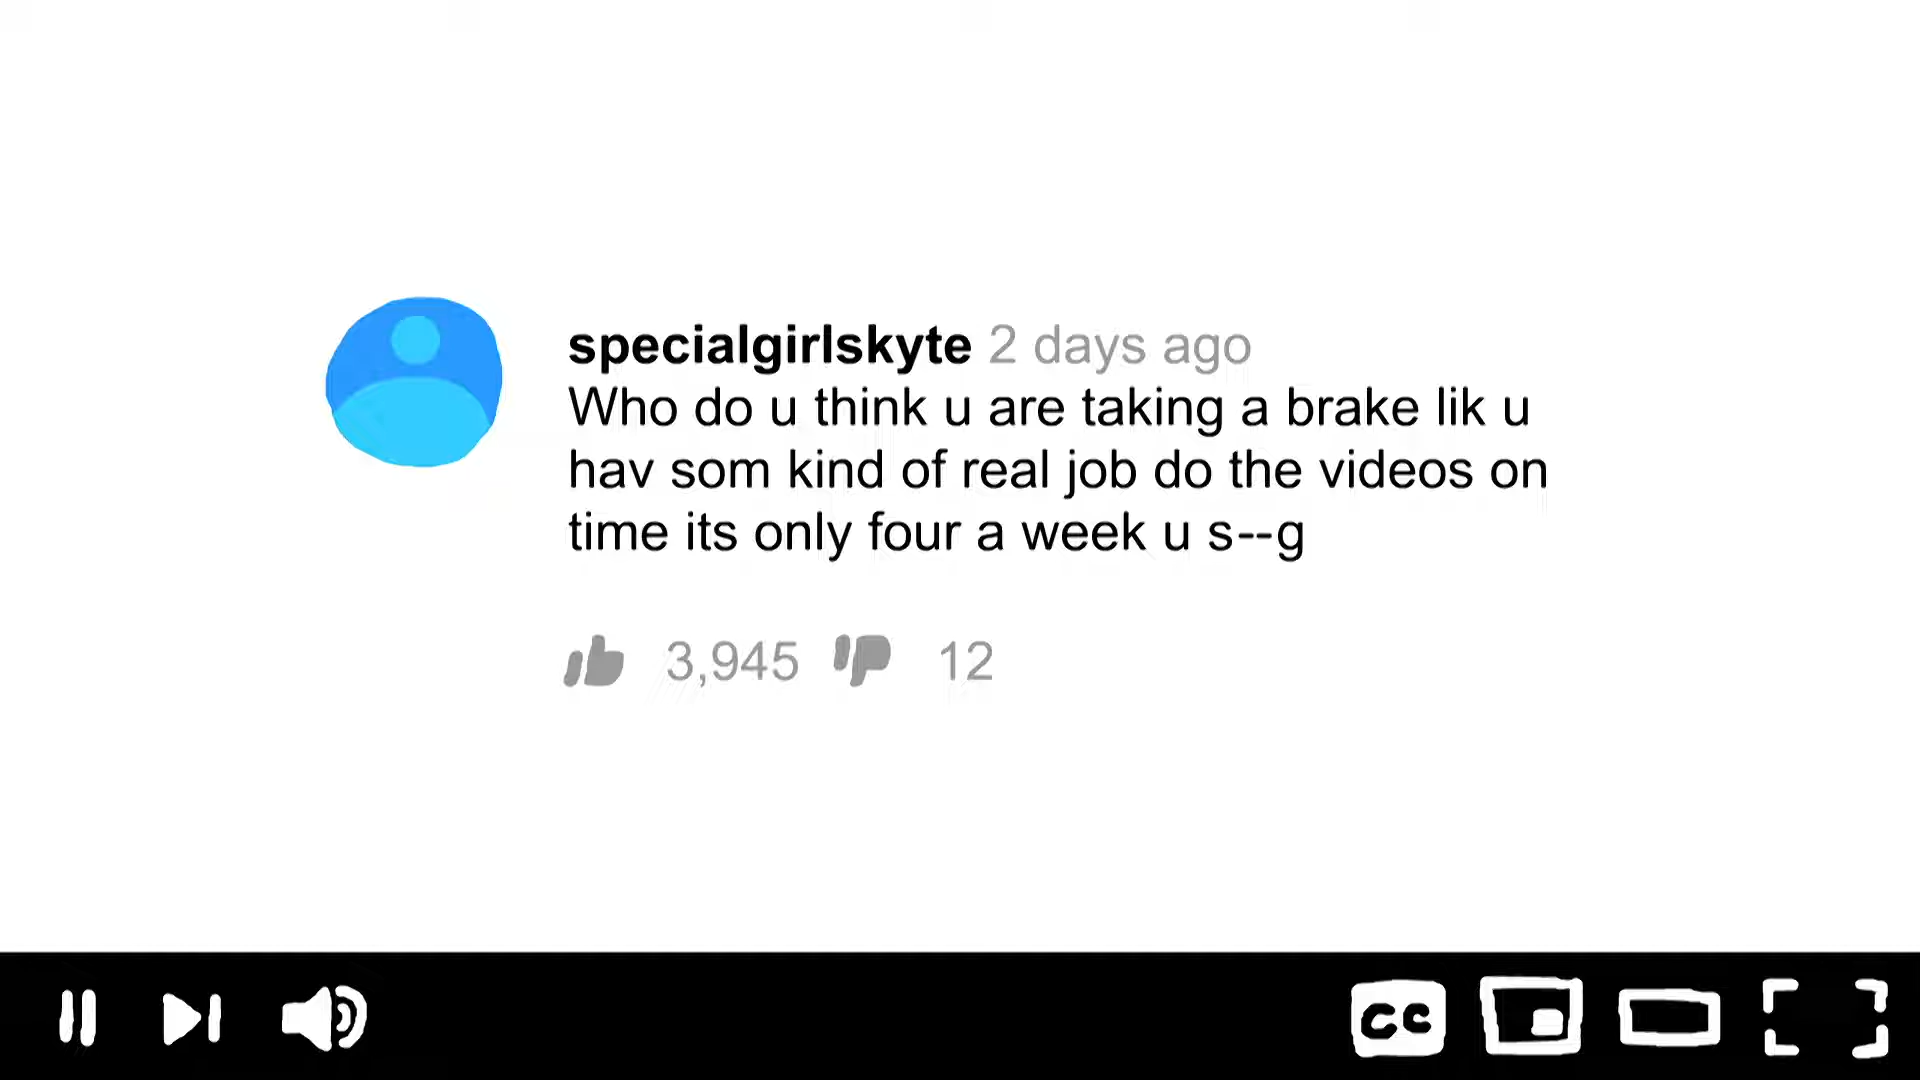 specialgirlskyte 2 days ago
Who do u think u are taking a brake lik u
hav som kind of real job do the videos on
time its only four a week u s--g
3,945 12
CC